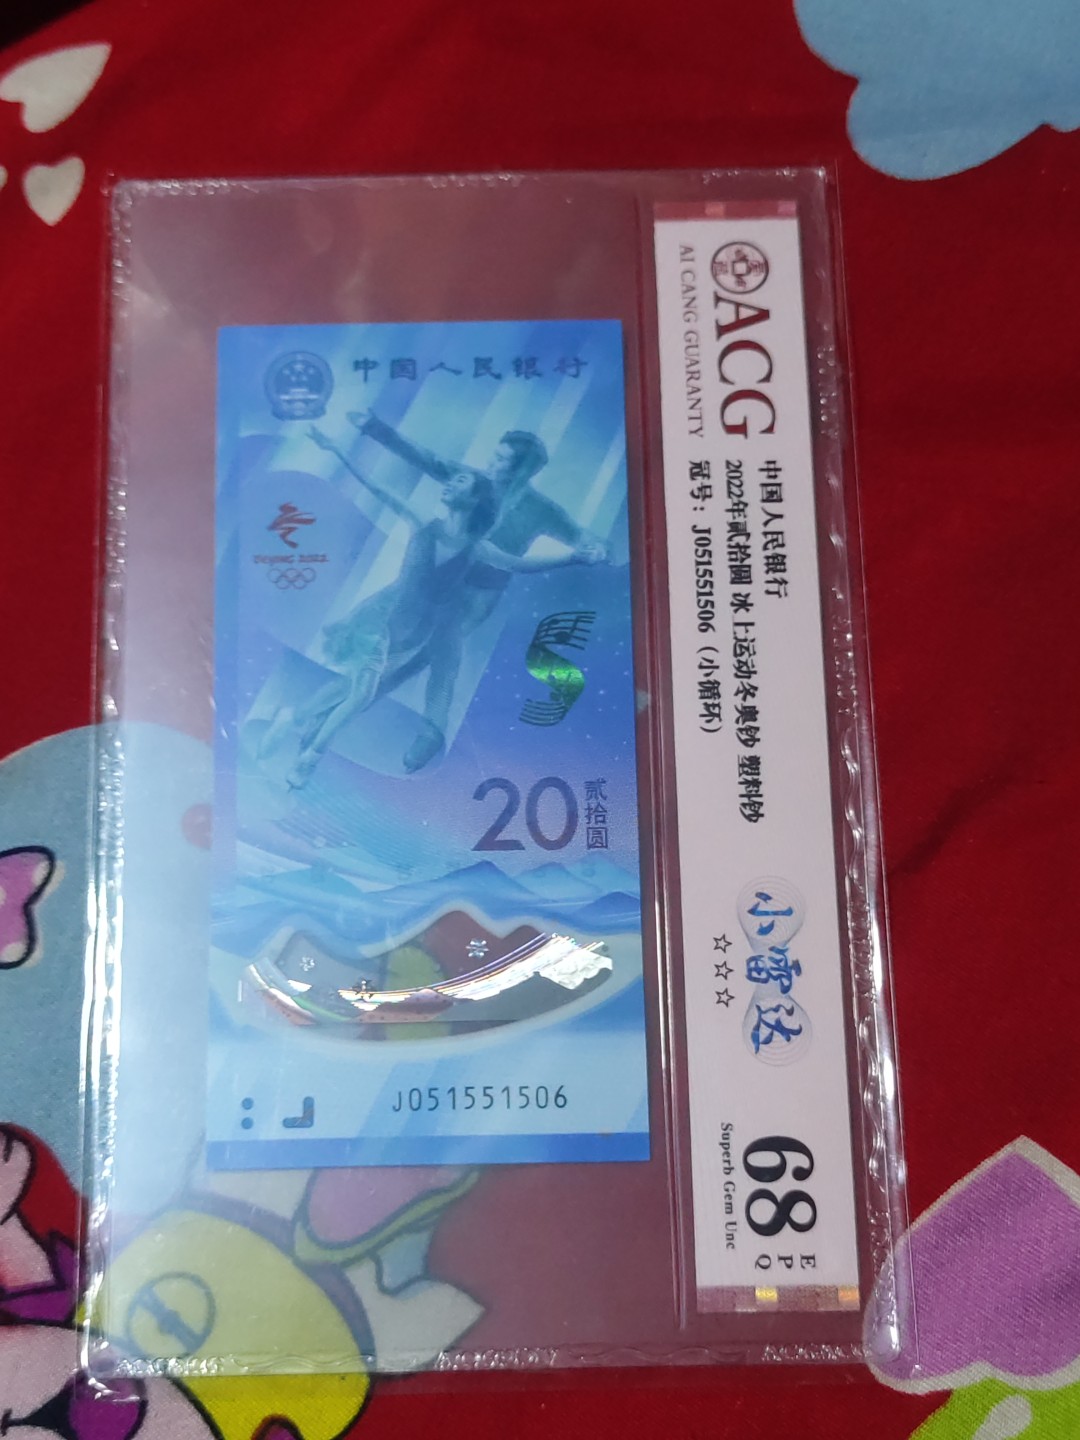 中国人民银行
BEIJING 2022
20
贰拾圆
J051551506
ACG
AI CANG GUARANTY
中国人民银行
2022年贰拾圆 冰上运动冬奥钞 塑料钞
冠号：J051551506（小循环）
小雷达
☆☆☆
68
EPQ
Superb Gem Unc